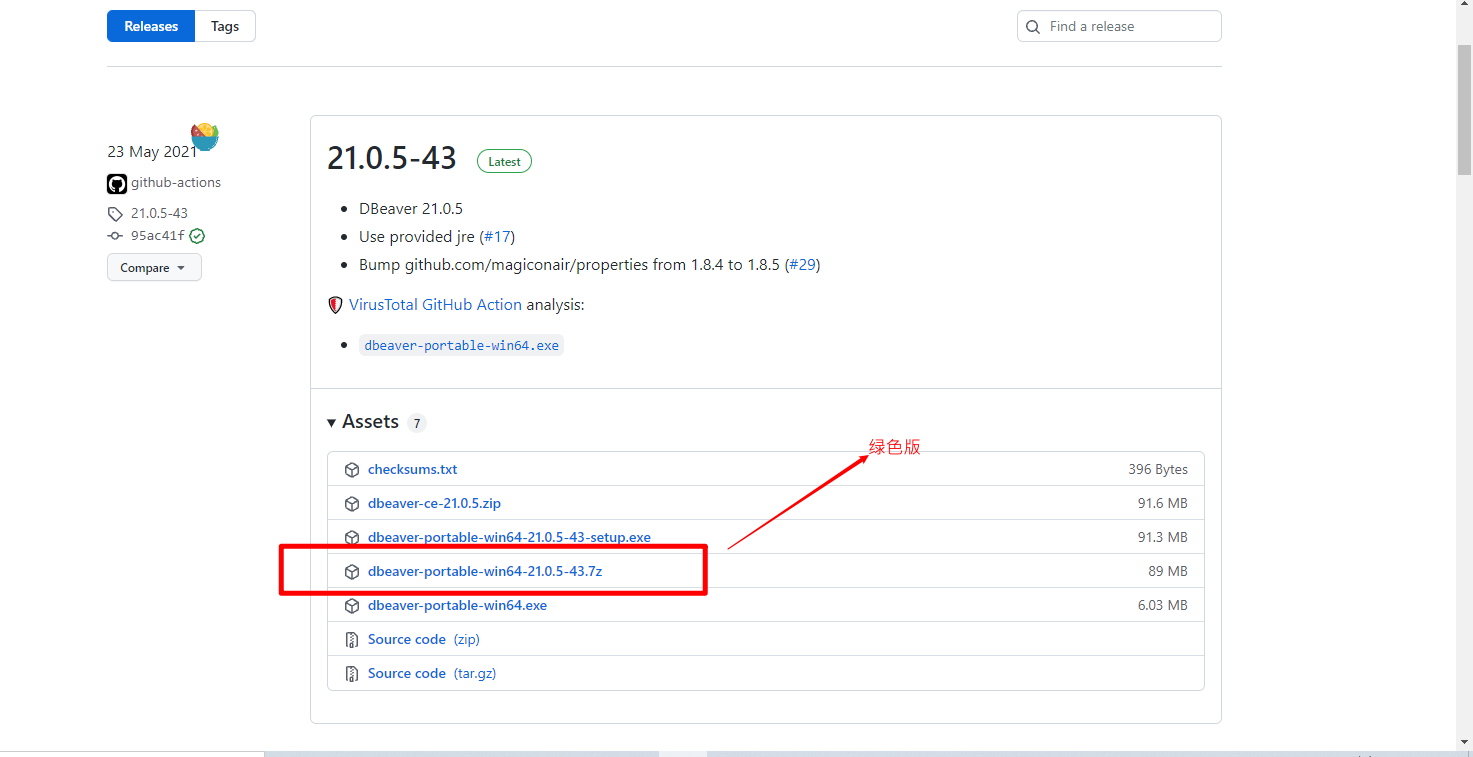 Releases
Tags
Find a release
23 May 2021
github-actions
21.0.5-43
95ac41f
Compare
21.0.5-43
Latest
DBeaver 21.0.5
Use provided jre (#17)
Bump github.com/magiconair/properties from 1.8.4 to 1.8.5 (#29)
VirusTotal GitHub Action analysis:
dbeaver-portable-win64.exe
Assets 7
绿色版
checksums.txt 396 Bytes
dbeaver-ce-21.0.5.zip 91.6 MB
dbeaver-portable-win64-21.0.5-43-setup.exe 91.3 MB
dbeaver-portable-win64-21.0.5-43.7z 89 MB
dbeaver-portable-win64.exe 6.03 MB
Source code (zip)
Source code (tar.gz)